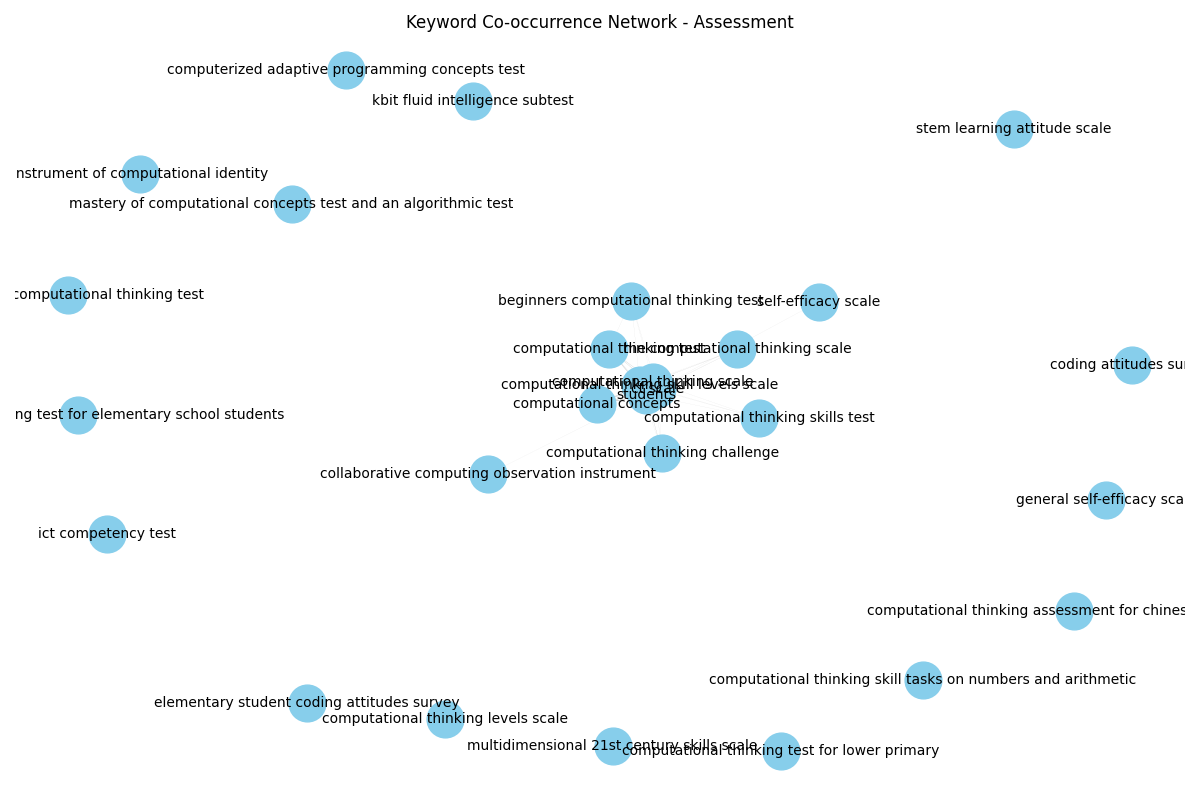 Keyword Co-occurrence Network - Assessment
computerized adaptive programming concepts test
kbit fluid intelligence subtest
stem learning attitude scale
nstrument of computational identity
mastery of computational concepts test and an algorithmic test
computational thinking test
beginners computational thinking test
self-efficacy scale
computational thinking test
the computational thinking scale
coding attitudes su
computational thinking scale
computational thinking skill levels scale
ct scale
students
computational concepts
ng test for elementary school students
computational thinking skills test
computational thinking challenge
collaborative computing observation instrument
general self-efficacy sca
ict competency test
computational thinking assessment for chines
computational thinking skill tasks on numbers and arithmetic
elementary student coding attitudes survey
computational thinking levels scale
multidimensional 21st century skills scale
computational thinking test for lower primary